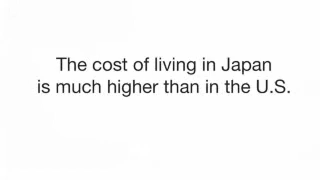 The cost of living in Japan
is much higher than in the U.S.